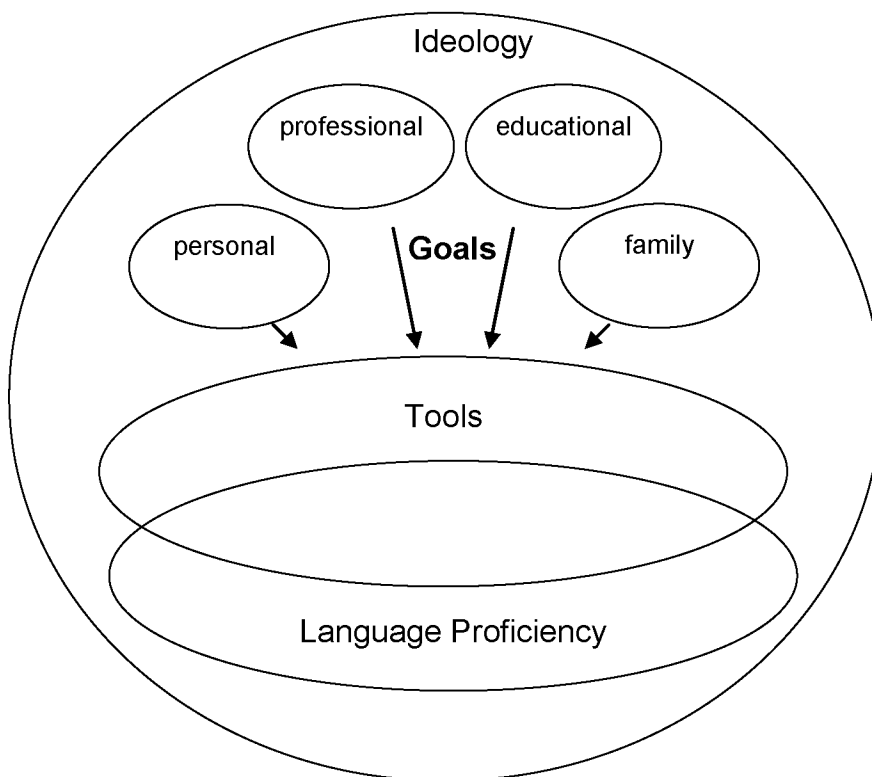 Ideology
professional
educational
personal
Goals
family
Tools
Language Proficiency